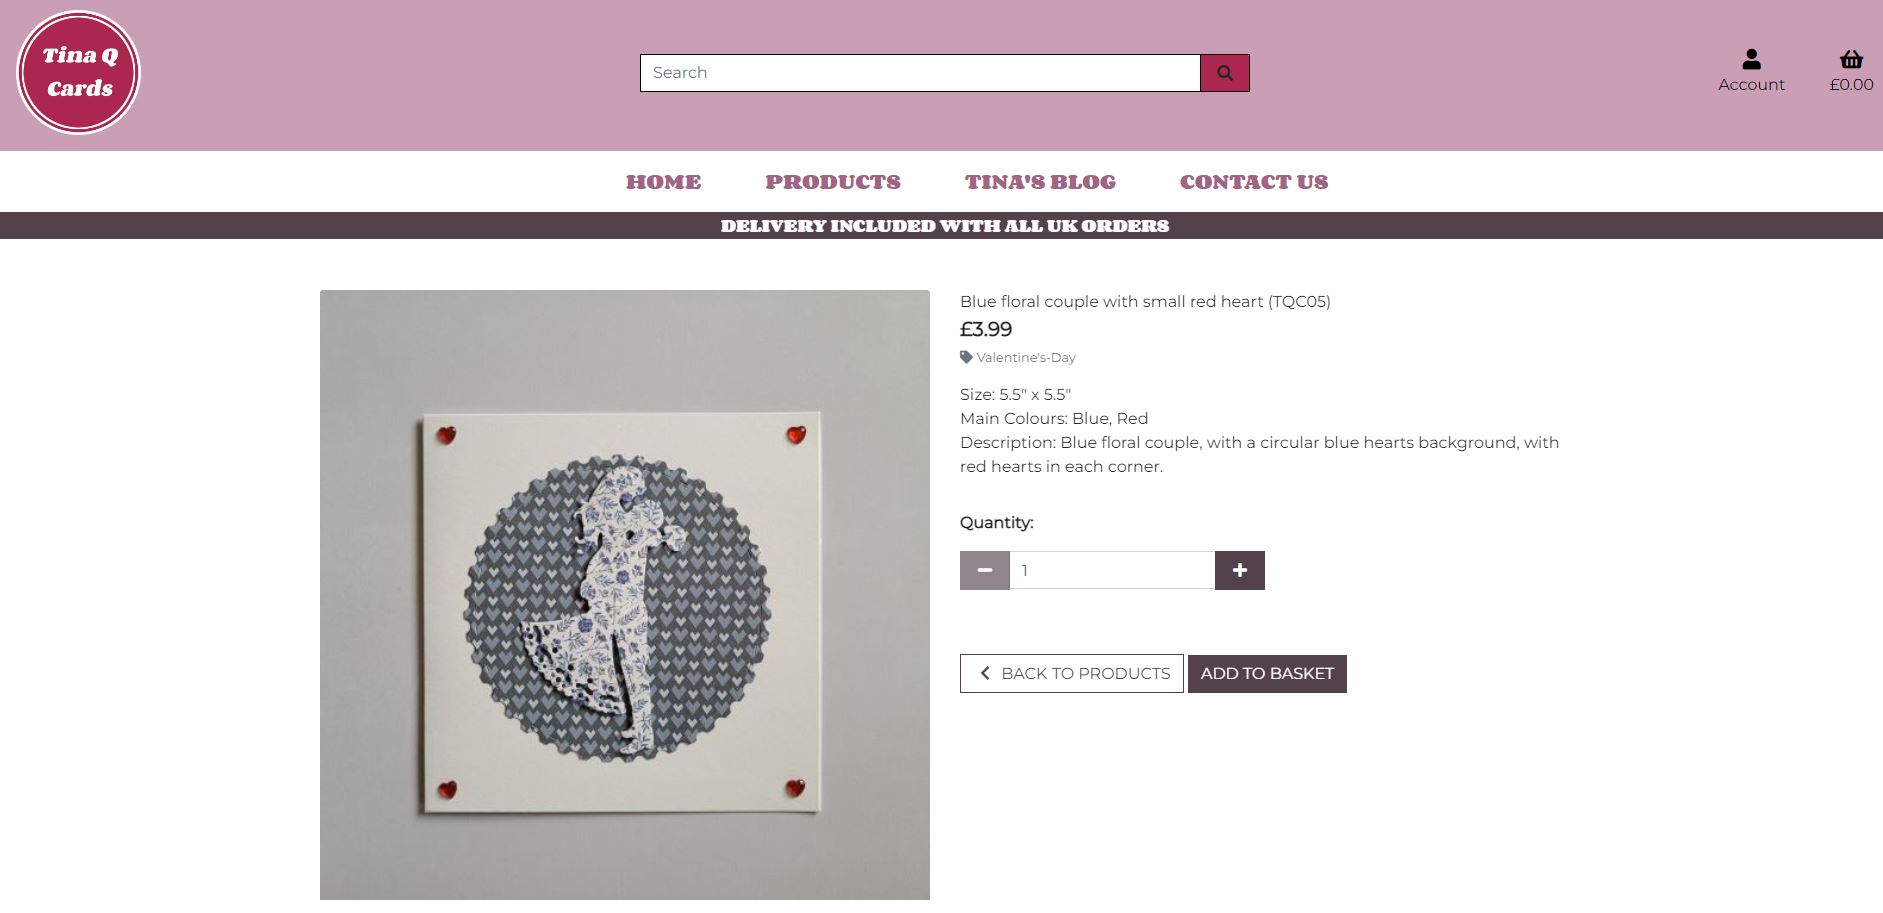 Tina Q
Cards
Search
Account
£0.00
HOME
PRODUCTS
TINA'S BLOG
CONTACT US
DELIVERY INCLUDED WITH ALL UK ORDERS
Blue floral couple with small red heart (TQC05)
£3.99
Valentine's-Day
Size: 5.5" x 5.5"
Main Colours: Blue, Red
Description: Blue floral couple, with a circular blue hearts background, with
red hearts in each corner.
Quantity:
1
BACK TO PRODUCTS
ADD TO BASKET